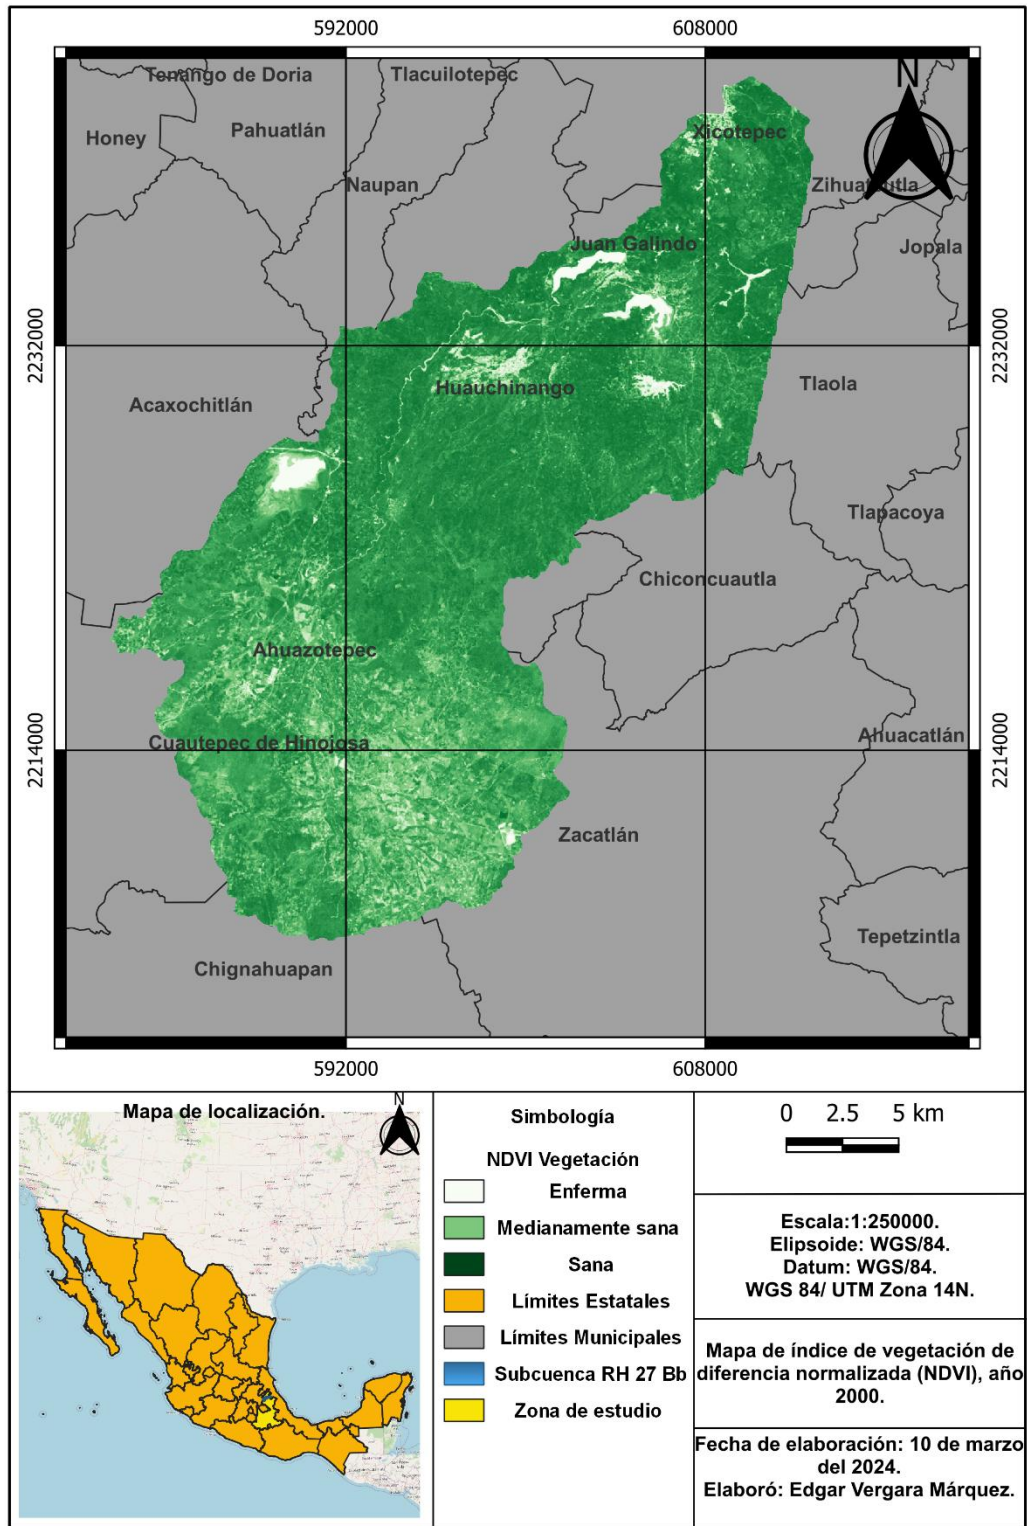 592000
608000
N
Tenango de Doria
Tlacuilotepec
Honey
Pahuatlán
Xicotepec
Naupan
Juan Galindo
Jopala
2232000
2232000
Acaxochitlán
Huauchinango
Tlaola
Tlapacoya
Chiconcuautla
Ahuazotepec
Cuautepec de Hinojosa
2214000
2214000
Ahuacatlán
Zacatlán
Tepetzintla
Chignahuapan
592000
608000
Mapa de localización.
N
Simbología
NDVI Vegetación
Enferma
Medianamente sana
Sana
Límites Estatales
Límites Municipales
Subcuenca RH 27 Bb
Zona de estudio
0 2.5 5 km
Escala:1:250000.
Elipsoide: WGS/84.
Datum: WGS/84.
WGS 84/ UTM Zona 14N.
Mapa de índice de vegetación de
diferencia normalizada (NDVI), año
2000.
Fecha de elaboración: 10 de marzo
del 2024.
Elaboró: Edgar Vergara Márquez.